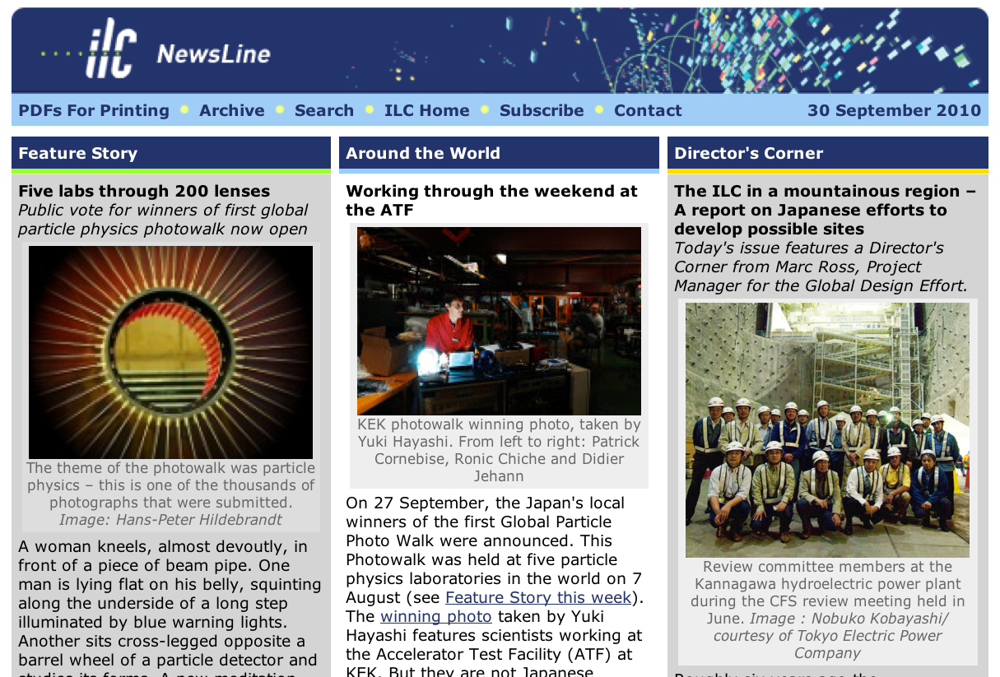 ilc NewsLine
PDFs For Printing Archive Search ILC Home Subscribe Contact 30 September 2010
Feature Story
Five labs through 200 lenses
Public vote for winners of first global
particle physics photowalk now open
The theme of the photowalk was particle
physics – this is one of the thousands of
photographs that were submitted.
Image: Hans-Peter Hildebrandt
A woman kneels, almost devoutly, in
front of a piece of beam pipe. One
man is lying flat on his belly, squinting
along the underside of a long step
illuminated by blue warning lights.
Another sits cross-legged opposite a
barrel wheel of a particle detector and
studies its forms. A new meditation
Around the World
Working through the weekend at
the ATF
KEK photowalk winning photo, taken by
Yuki Hayashi. From left to right: Patrick
Cornebise, Ronic Chiche and Didier
Jehann
On 27 September, the Japan's local
winners of the first Global Particle
Photo Walk were announced. This
Photowalk was held at five particle
physics laboratories in the world on 7
August (see Feature Story this week).
The winning photo taken by Yuki
Hayashi features scientists working at
the Accelerator Test Facility (ATF) at
KEK. But they are not Japanese
Director's Corner
The ILC in a mountainous region –
A report on Japanese efforts to
develop possible sites
Today's issue features a Director's
Corner from Marc Ross, Project
Manager for the Global Design Effort.
Review committee members at the
Kannagawa hydroelectric power plant
during the CFS review meeting held in
June. Image : Nobuko Kobayashi/
courtesy of Tokyo Electric Power
Company
Roughly six years ago the